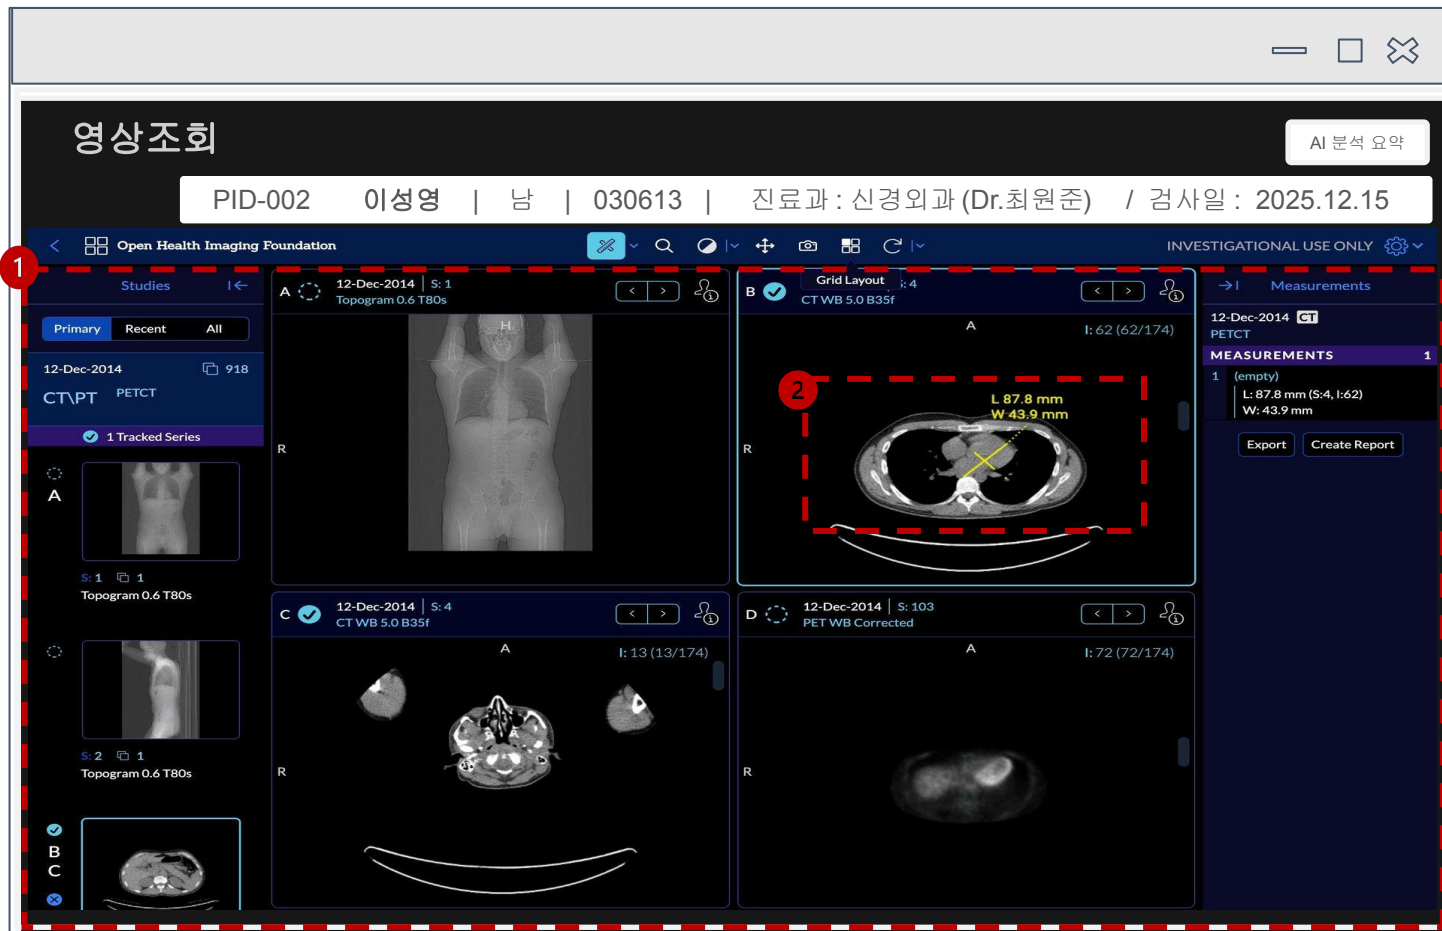 영상조회
AI 분석 요약
PID-002 이성영 | 남 | 030613 | 진료과 : 신경외과 (Dr.최원준) / 검사일 : 2025.12.15
Open Health Imaging Foundation
INVESTIGATIONAL USE ONLY
1
Studies
Primary Recent All
12-Dec-2014 918
CT\PT PETCT
1 Tracked Series
A
S: 1 1
Topogram 0.6 T80s
S: 2 1
Topogram 0.6 T80s
B
C
A 12-Dec-2014 | S: 1
Topogram 0.6 T80s
H
R
Grid Layout
B : 4
CT WB 5.0 B35f
A
I: 62 (62/174)
2
L 87.8 mm
W 43.9 mm
R
C 12-Dec-2014 | S: 4
CT WB 5.0 B35f
A
I: 13 (13/174)
R
D 12-Dec-2014 | S: 103
PET WB Corrected
A
I: 72 (72/174)
R
Measurements
12-Dec-2014 CT
PETCT
MEASUREMENTS 1
1 (empty)
L: 87.8 mm (S:4, I:62)
W: 43.9 mm
Export Create Report